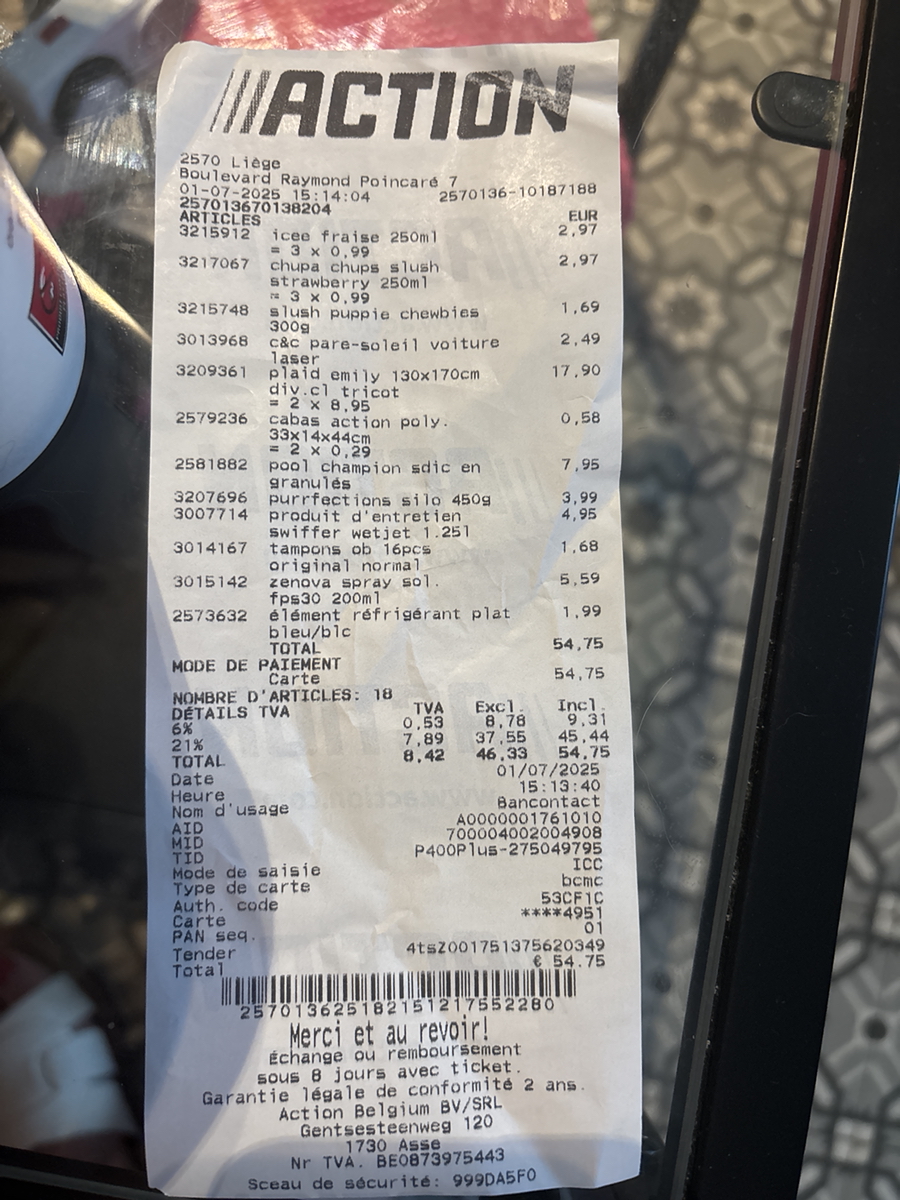 ACTION
2570 Liège
Boulevard Raymond Poincaré 7
01-07-2025 15:14:04 2570136-10187188
257013670138204
ARTICLES EUR
3215912 icee fraise 250ml 2,97
= 3 x 0,99
3217067 chupa chups slush 2,97
strawberry 250ml
= 3 x 0,99
3215748 slush puppie chewbies 1,69
300g
3013968 c&c pare-soleil voiture 2,49
laser
3209361 plaid emily 130x170cm 17,90
div.cl tricot
= 2 x 8,95
2579236 cabas action poly. 0,58
33x14x44cm
= 2 x 0,29
2581882 pool champion sdic en 7,95
granulés
3207696 purrfections silo 450g 3,99
3007714 produit d'entretien 4,95
swiffer wetjet 1.25l
3014167 tampons ob 16pcs 1,68
original normal
3015142 zenova spray sol. 5,59
fps30 200ml
2573632 élément réfrigérant plat 1,99
bleu/blc
TOTAL 54,75
MODE DE PAIEMENT
Carte 54,75
NOMBRE D'ARTICLES: 18
DÉTAILS TVA TVA Excl. Incl.
6% 0,53 8,78 9,31
21% 7,89 37,55 45,44
TOTAL 8,42 46,33 54,75
Date 01/07/2025
Heure 15:13:40
Nom d'usage Bancontact
AID A0000001761010
MID 700004002004908
TID P400Plus-275049795
Mode de saisie ICC
Type de carte bcmc
Auth. code 53CF1C
Carte ****4951
PAN seq. 01
Tender 4tsZ001751375620349
Total € 54.75
257013625182151217552280
Merci et au revoir!
Échange ou remboursement
sous 8 jours avec ticket.
Garantie légale de conformité 2 ans.
Action Belgium BV/SRL
Gentsesteenweg 120
1730 Asse
Nr TVA. BE0873975443
Sceau de sécurité: 999DA5F0